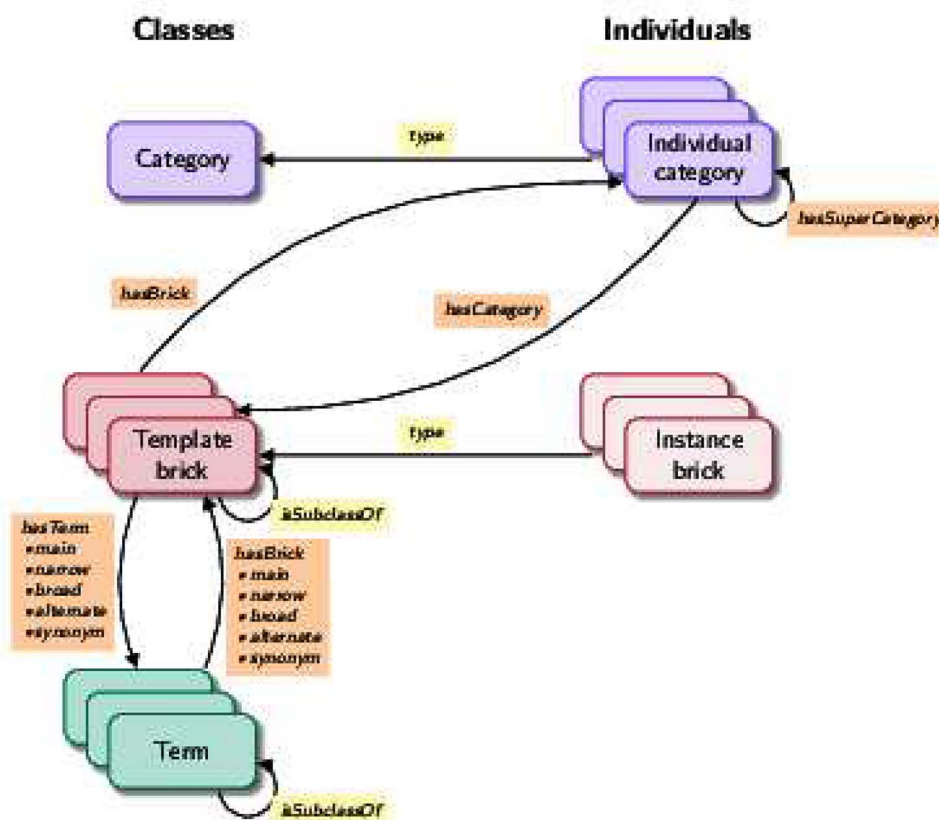 Classes
Individuals
type
Category
Individual
category
hasSuperCategory
hasBrick
hasCategory
type
Template
brick
Instance
brick
isSubclassOf
hasTerm
• main
• narrow
• broad
• alternate
• synonym
hasBrick
• main
• narrow
• broad
• alternate
• synonym
Term
isSubclassOf